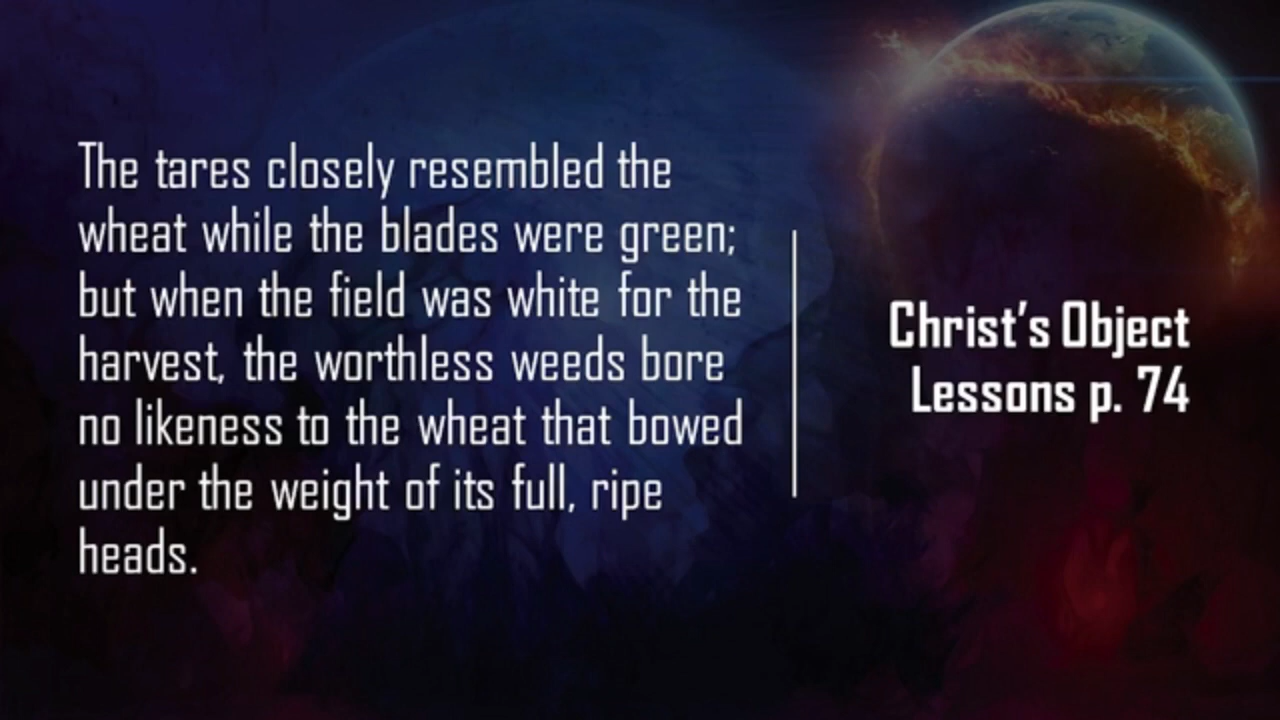 The tares closely resembled the
wheat while the blades were green;
but when the field was white for the
harvest, the worthless weeds bore
no likeness to the wheat that bowed
under the weight of its full, ripe
heads.
Christ’s Object
Lessons p. 74